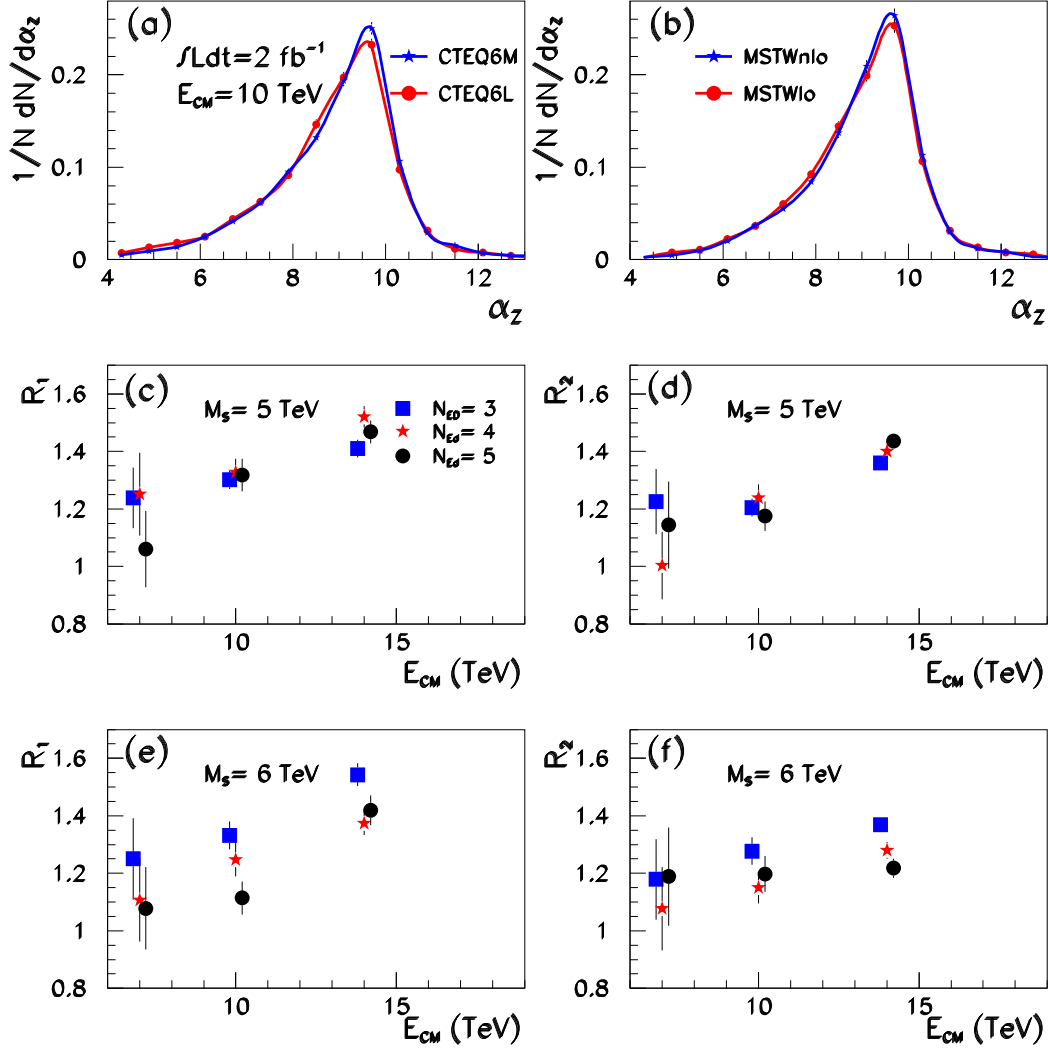 (a)
∫Ldt=2 fb⁻¹
E_CM=10 TeV
CTEQ6M
CTEQ6L
1/N dN/dα_Z
0.2
0.1
0
4 6 8 10 12
α_Z
(b)
MSTWnlo
MSTWlo
1/N dN/dα_Z
0.2
0.1
0
4 6 8 10 12
α_Z
(c)
M_S= 5 TeV
N_ED= 3
N_Ed= 4
N_Ed= 5
R_1
1.6
1.4
1.2
1
0.8
10 15
E_CM (TeV)
(d)
M_S= 5 TeV
R_2
1.6
1.4
1.2
1
0.8
10 15
E_CM (TeV)
(e)
M_S= 6 TeV
R_1
1.6
1.4
1.2
1
0.8
10 15
E_CM (TeV)
(f)
M_S= 6 TeV
R_2
1.6
1.4
1.2
1
0.8
10 15
E_CM (TeV)